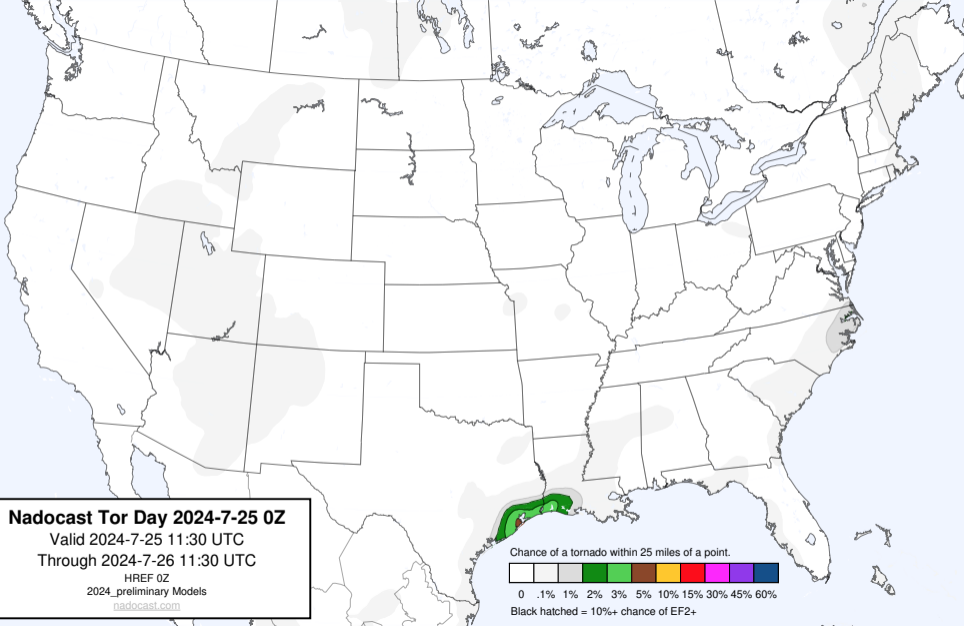 Nadocast Tor Day 2024-7-25 0Z
Valid 2024-7-25 11:30 UTC
Through 2024-7-26 11:30 UTC
HREF 0Z
2024_preliminary Models
nadocast.com
Chance of a tornado within 25 miles of a point.
0 .1% 1% 2% 3% 5% 10% 15% 30% 45% 60%
Black hatched = 10%+ chance of EF2+